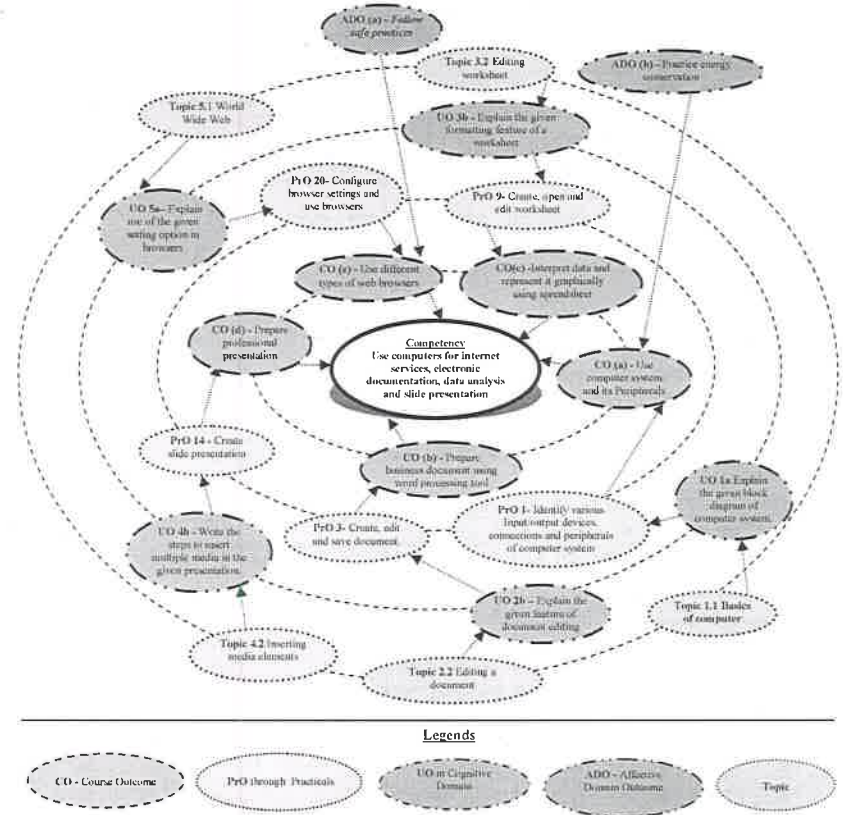 ADO (a) - Follow
safe practices
Topic 3.2 Editing
worksheet
ADO (b) - Practice energy
conservation
Topic 5.1 World
Wide Web
UO 3b - Explain the given
formatting feature of a
worksheet
PrO 20- Configure
browser settings and
use browsers
PrO 9- Create, open and
edit worksheet
UO 5a- Explain
use of the given
setting option in
browsers
CO (e) - Use different
types of web browsers
CO(c) -Interpret data and
represent it graphically
using spreadsheet
CO (d) - Prepare
professional
presentation
Competency
Use computers for internet
services, electronic
documentation, data analysis
and slide presentation
CO (a) - Use
computer system
and its Peripherals
PrO 14 - Create
slide presentation
CO (b) - Prepare
business document using
word processing tool
UO 1a Explain
the given block
diagram of
computer system.
PrO 1- Identify various
Input/output devices,
connections and peripherals
of computer system
PrO 3- Create, edit
and save document.
UO 4b - Write the
steps to insert
multiple media in the
given presentation.
UO 2b - Explain the
given feature of
document editing
Topic 1.1 Basics
of computer
Topic 4.2 Inserting
media elements
Topic 2.2 Editing a
document
Legends
CO - Course Outcome
PrO through Practicals
UO in Cognitive
Domain
ADO - Affective
Domain Outcome
Topic